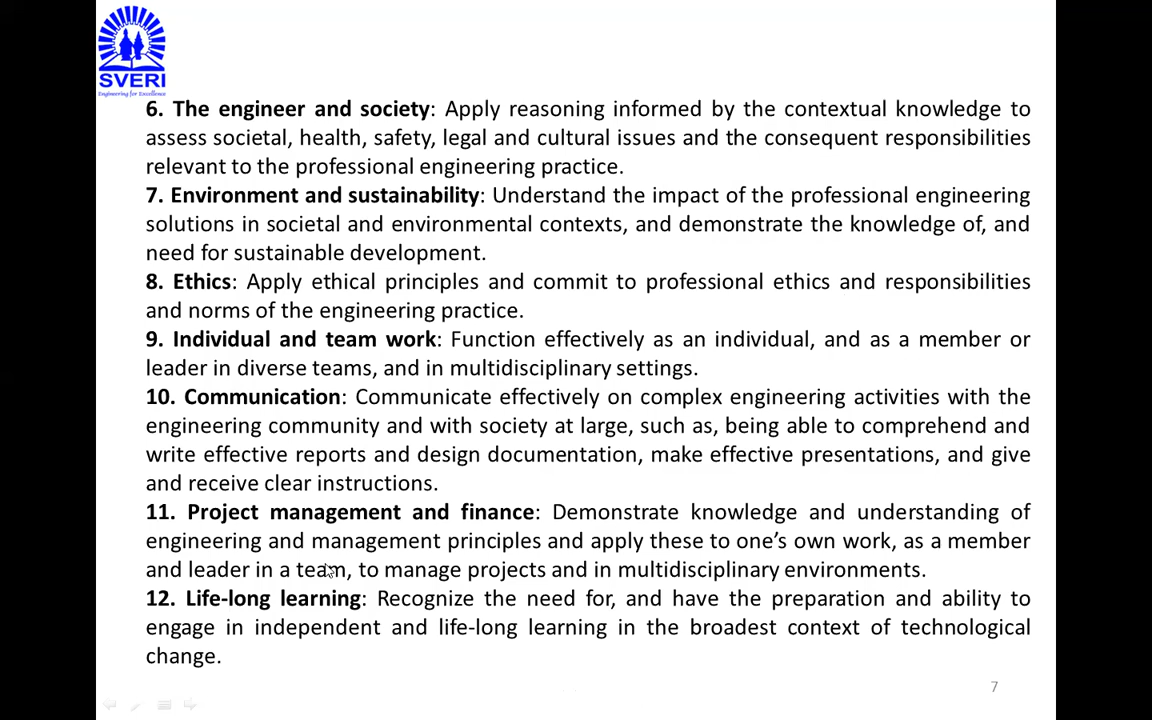 SVERI
Engineering for Excellence
6. The engineer and society: Apply reasoning informed by the contextual knowledge to
assess societal, health, safety, legal and cultural issues and the consequent responsibilities
relevant to the professional engineering practice.
7. Environment and sustainability: Understand the impact of the professional engineering
solutions in societal and environmental contexts, and demonstrate the knowledge of, and
need for sustainable development.
8. Ethics: Apply ethical principles and commit to professional ethics and responsibilities
and norms of the engineering practice.
9. Individual and team work: Function effectively as an individual, and as a member or
leader in diverse teams, and in multidisciplinary settings.
10. Communication: Communicate effectively on complex engineering activities with the
engineering community and with society at large, such as, being able to comprehend and
write effective reports and design documentation, make effective presentations, and give
and receive clear instructions.
11. Project management and finance: Demonstrate knowledge and understanding of
engineering and management principles and apply these to one’s own work, as a member
and leader in a team, to manage projects and in multidisciplinary environments.
12. Life-long learning: Recognize the need for, and have the preparation and ability to
engage in independent and life-long learning in the broadest context of technological
change.
7